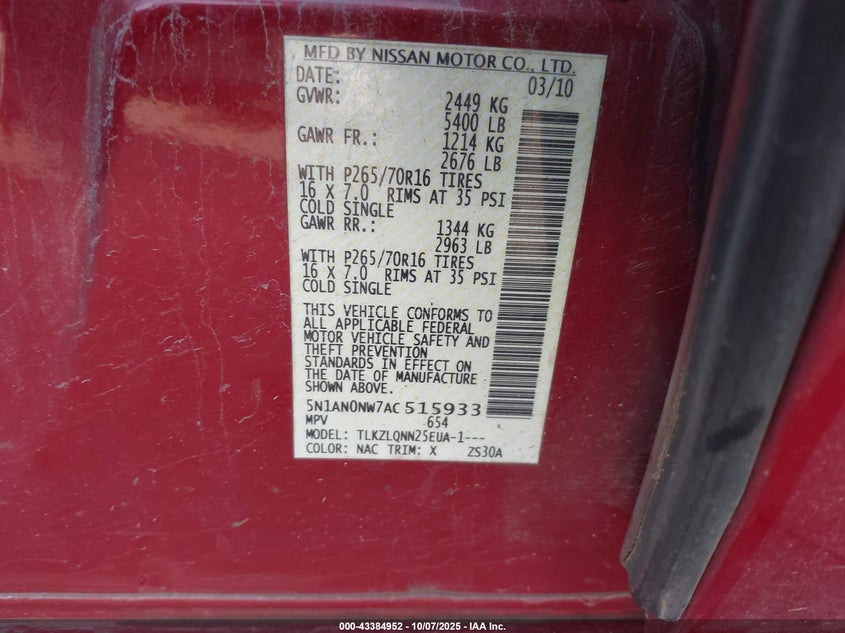 MFD BY NISSAN MOTOR CO., LTD.
DATE: 03/10
GVWR: 2449 KG
5400 LB
GAWR FR.: 1214 KG
2676 LB
WITH P265/70R16 TIRES
16 X 7.0 RIMS AT 35 PSI
COLD SINGLE
GAWR RR.: 1344 KG
2963 LB
WITH P265/70R16 TIRES
16 X 7.0 RIMS AT 35 PSI
COLD SINGLE
THIS VEHICLE CONFORMS TO
ALL APPLICABLE FEDERAL
MOTOR VEHICLE SAFETY AND
THEFT PREVENTION
STANDARDS IN EFFECT ON
THE DATE OF MANUFACTURE
SHOWN ABOVE.
5N1AN0NW7AC515933
MPV 654
MODEL: TLKZLQNN25EUA-1---
COLOR: NAC TRIM: X ZS30A
000-43384952 - 10/07/2025 - IAA Inc.